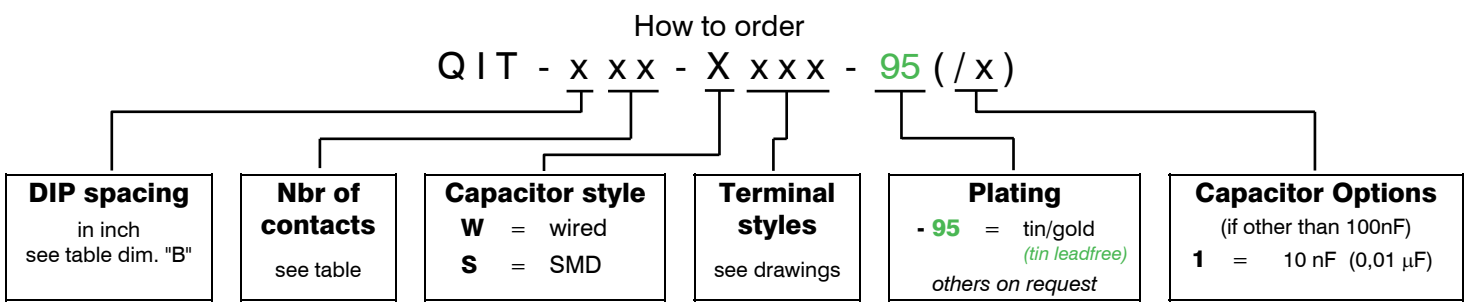 How to order
QIT - x xx - X xxx - 95 ( / x )
DIP spacing
in inch
see table dim. "B"
Nbr of
contacts
see table
Capacitor style
W = wired
S = SMD
Terminal
styles
see drawings
Plating
- 95 = tin/gold
(tin leadfree)
others on request
Capacitor Options
(if other than 100nF)
1 = 10 nF (0,01 µF)